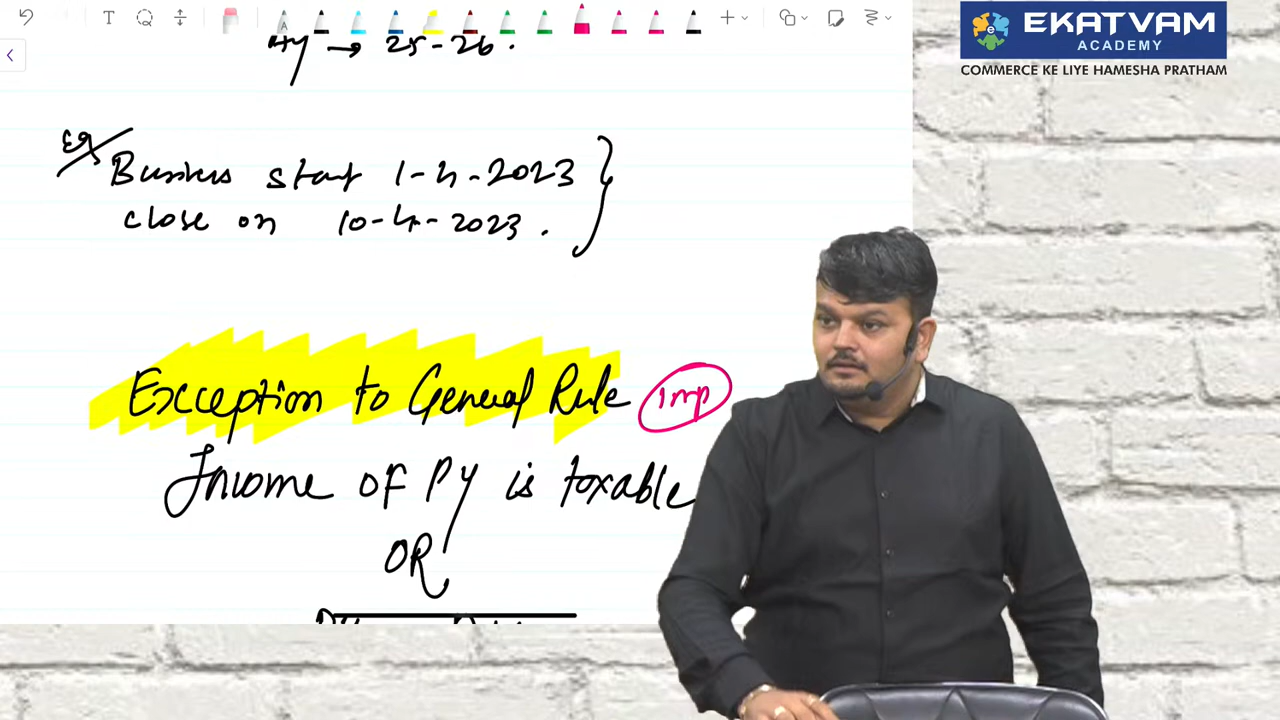 AY → 25-26.
EKATVAM
ACADEMY
COMMERCE KE LIYE HAMESHA PRATHAM
Eg
Business start 1-4-2023
close on 10-4-2023.
Exception to General Rule imp
Income of PY is taxable
OR
T